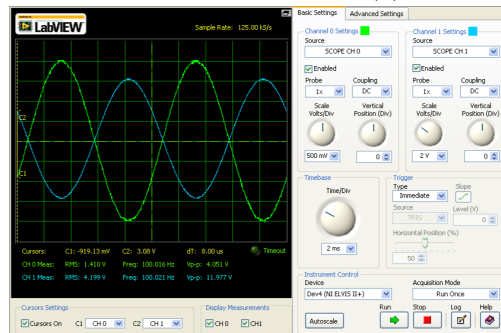 LabVIEW
Sample Rate: 125.00 kS/s
C2
C1
Cursors: C1: -919.13 mV C2: 3.08 V dT: 8.00 us Timeout
CH 0 Meas: RMS: 1.410 V Freq: 100.016 Hz Vp-p: 4.051 V
CH 1 Meas: RMS: 4.199 V Freq: 100.021 Hz Vp-p: 11.977 V
Cursors Settings
Cursors On C1 CH 0 C2 CH 1
Display Measurements
CH 0 CH1
Basic Settings Advanced Settings
Channel 0 Settings
Source
SCOPE CH 0
Enabled
Probe Coupling
1x DC
Scale Volts/Div
Vertical Position (Div)
500 mV 0
Channel 1 Settings
Source
SCOPE CH 1
Enabled
Probe Coupling
1x DC
Scale Volts/Div
Vertical Position (Div)
2 V 0
Timebase
Time/Div
2 ms
Trigger
Type Slope
Immediate
Source Level (V)
TRIG 0
Horizontal Position (%)
50
Instrument Control
Device Acquisition Mode
Dev4 (NI ELVIS II+) Run Once
Run Stop Log Help
Autoscale